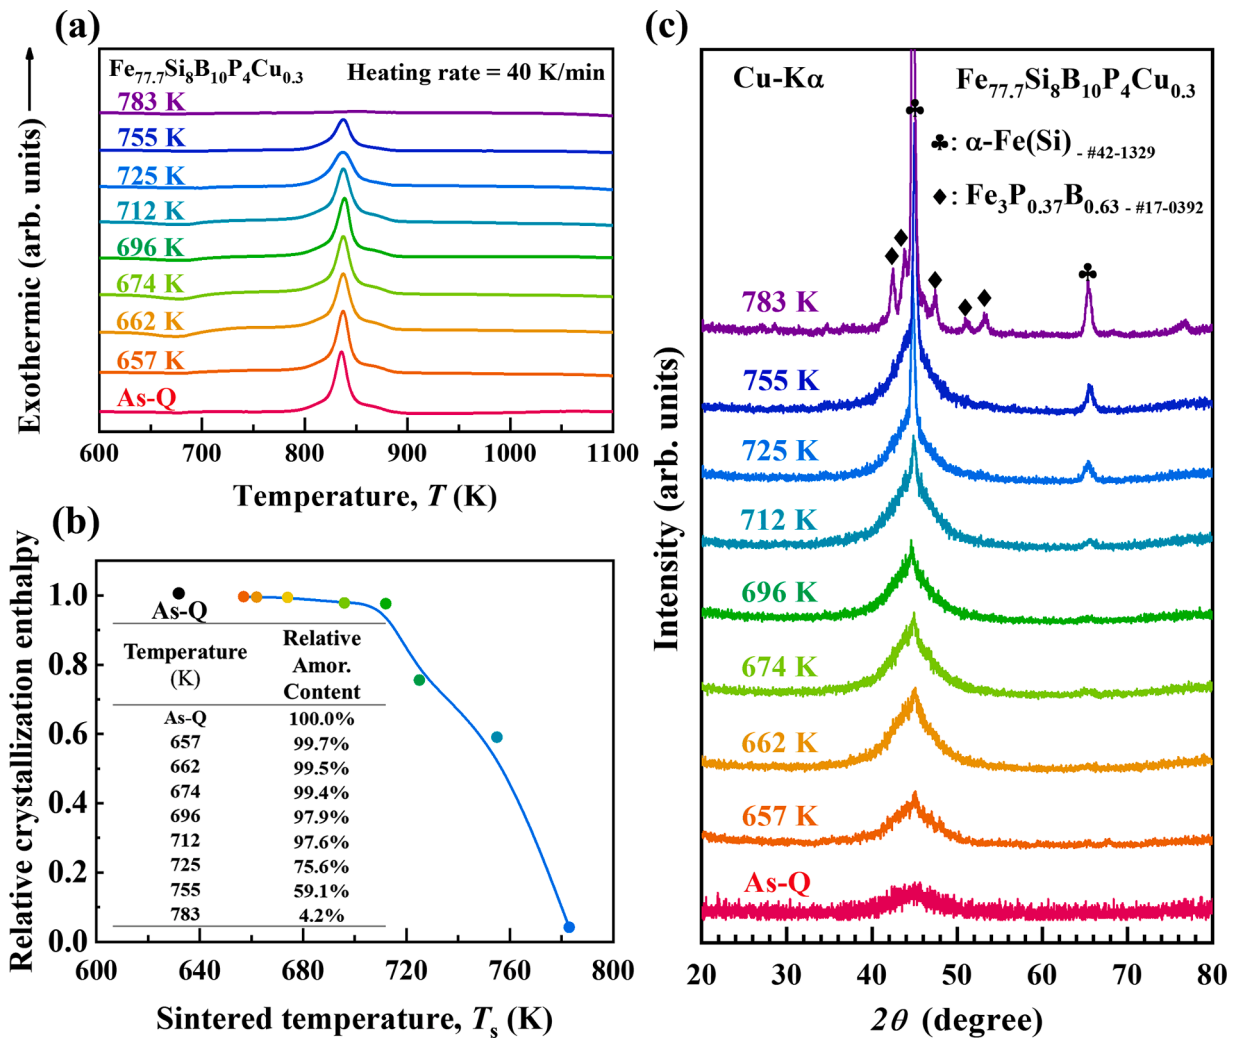 (a)
Exothermic (arb. units)
Fe77.7Si8B10P4Cu0.3
Heating rate = 40 K/min
783 K
755 K
725 K
712 K
696 K
674 K
662 K
657 K
As-Q
600 700 800 900 1000 1100
Temperature, T (K)
(b)
Relative crystallization enthalpy
1.0
0.8
0.6
0.4
0.2
0.0
As-Q
Temperature (K) Relative Amor. Content
As-Q 100.0%
657 99.7%
662 99.5%
674 99.4%
696 97.9%
712 97.6%
725 75.6%
755 59.1%
783 4.2%
600 640 680 720 760 800
Sintered temperature, Ts (K)
(c)
Intensity (arb. units)
Cu-Kα
Fe77.7Si8B10P4Cu0.3
♣: α-Fe(Si) - #42-1329
♦: Fe3P0.37B0.63 - #17-0392
783 K
755 K
725 K
712 K
696 K
674 K
662 K
657 K
As-Q
20 30 40 50 60 70 80
2θ (degree)